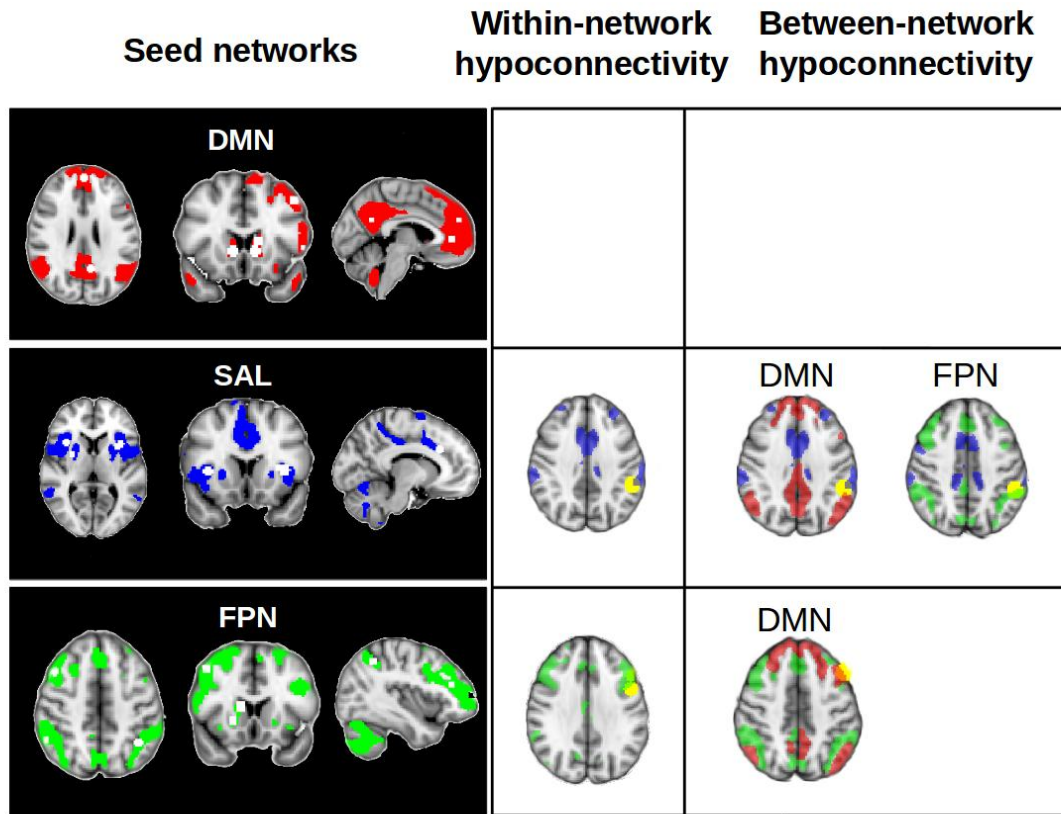 Seed networks
Within-network
hypoconnectivity
Between-network
hypoconnectivity
DMN
SAL
DMN
FPN
FPN
DMN